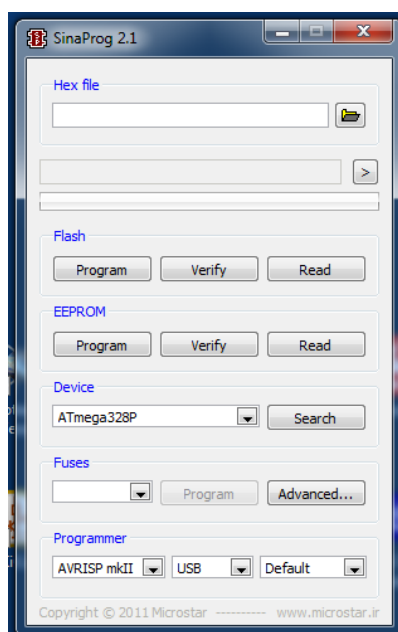 SinaProg 2.1
Hex file
>
Flash
Program Verify Read
EEPROM
Program Verify Read
Device
ATmega328P Search
Fuses
Program Advanced...
Programmer
AVRISP mkII USB Default
Copyright © 2011 Microstar ---------- www.microstar.ir